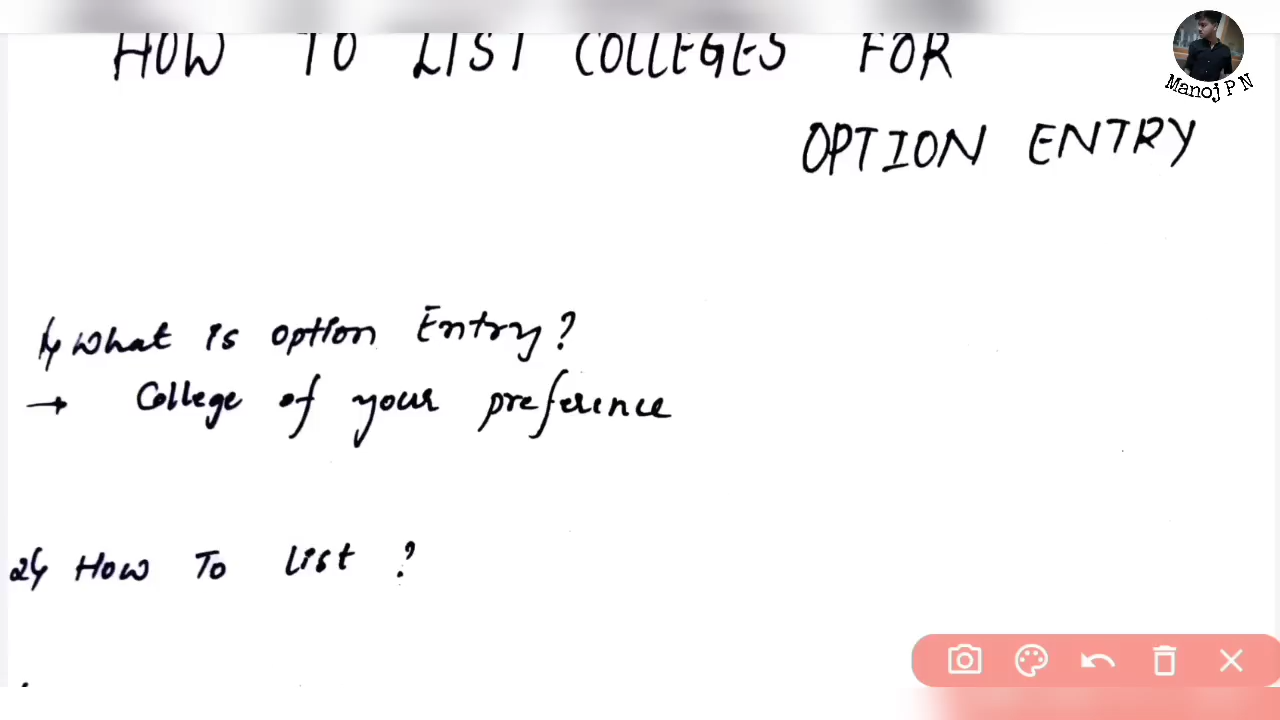 HOW TO LIST COLLEGES FOR
OPTION ENTRY
Manoj P N
1) What is option Entry?
→ College of your preference
2) How To list ?